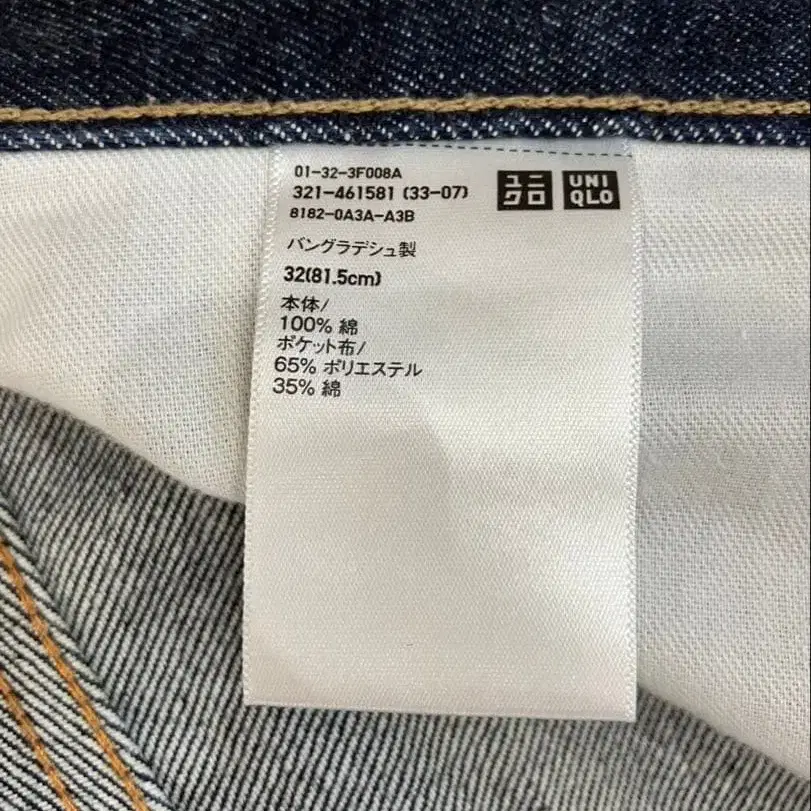 01-32-3F008A
321-461581 (33-07)
8182-0A3A-A3B
ユニクロ
UNIQLO
バングラデシュ製
32(81.5cm)
本体/
100% 綿
ポケット布/
65% ポリエステル
35% 綿